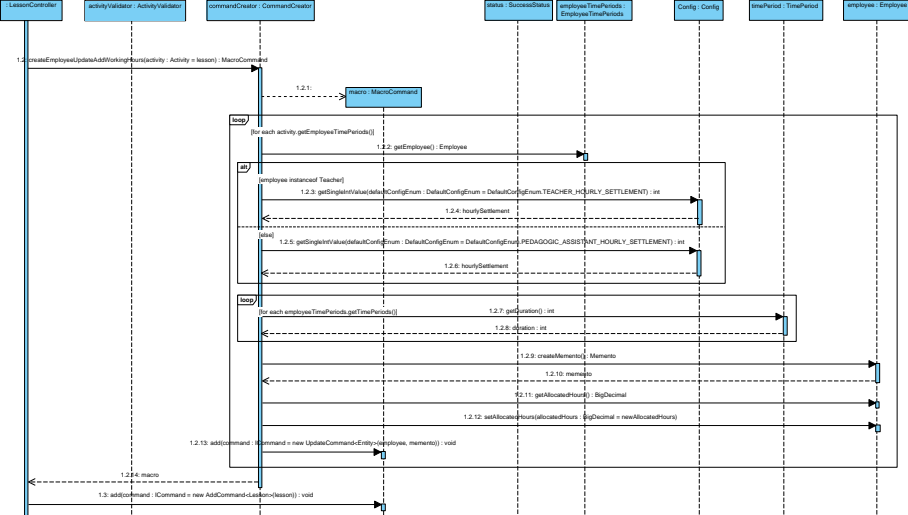 : LessonController
activityValidator : ActivityValidator
commandCreator : CommandCreator
status : SuccessStatus
employeeTimePeriods :
EmployeeTimePeriods
Config : Config
timePeriod : TimePeriod
employee : Employee
1.2: createEmployeeUpdateAddWorkingHours(activity : Activity = lesson) : MacroCommand
1.2.1:
macro : MacroCommand
loop
[for each activity.getEmployeeTimePeriods()]
1.2.2: getEmployee() : Employee
alt
[employee instanceof Teacher]
1.2.3: getSingleIntValue(defaultConfigEnum : DefaultConfigEnum = DefaultConfigEnum.TEACHER_HOURLY_SETTLEMENT) : int
1.2.4: hourlySettlement
[else]
1.2.5: getSingleIntValue(defaultConfigEnum : DefaultConfigEnum = DefaultConfigEnum.PEDAGOGIC_ASSISTANT_HOURLY_SETTLEMENT) : int
1.2.6: hourlySettlement
loop
[for each employeeTimePeriods.getTimePeriods()]
1.2.7: getDuration() : int
1.2.8: duration : int
1.2.9: createMemento() : Memento
1.2.10: memento
1.2.11: getAllocatedHours() : BigDecimal
1.2.12: setAllocatedHours(allocatedHours : BigDecimal = newAllocatedHours)
1.2.13: add(command : ICommand = new UpdateCommand<Entity>(employee, memento)) : void
1.2.14: macro
1.3: add(command : ICommand = new AddCommand<Lesson>(lesson)) : void